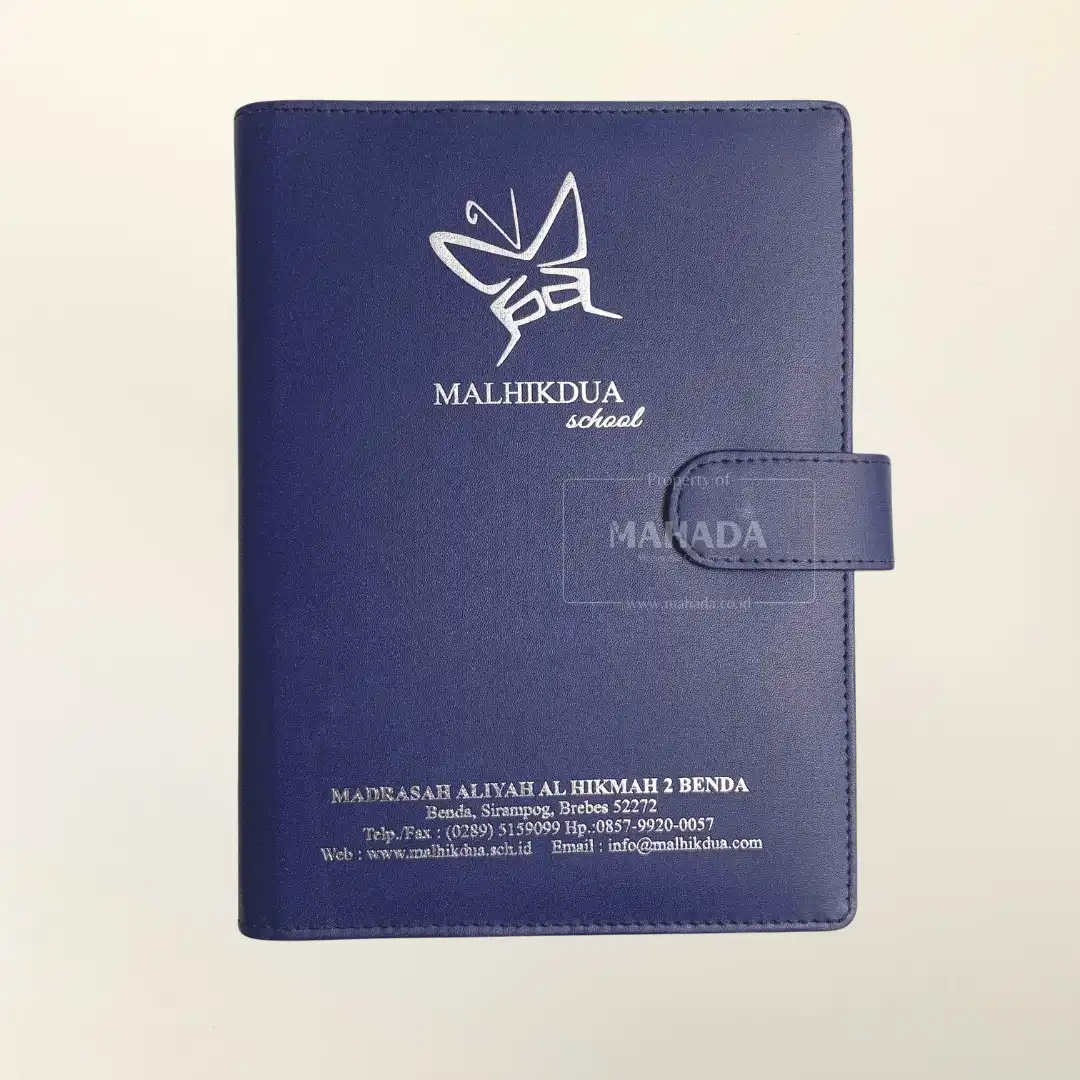 MALHIKDUA
school
Property of
MAHADA
www.mahada.co.id
MADRASAH ALIYAH AL HIKMAH 2 BENDA
Benda, Sirampog, Brebes 52272
Telp./Fax : (0289) 5159099 Hp.:0857-9920-0057
Web : www.malhikdua.sch.id Email : info@malhikdua.com